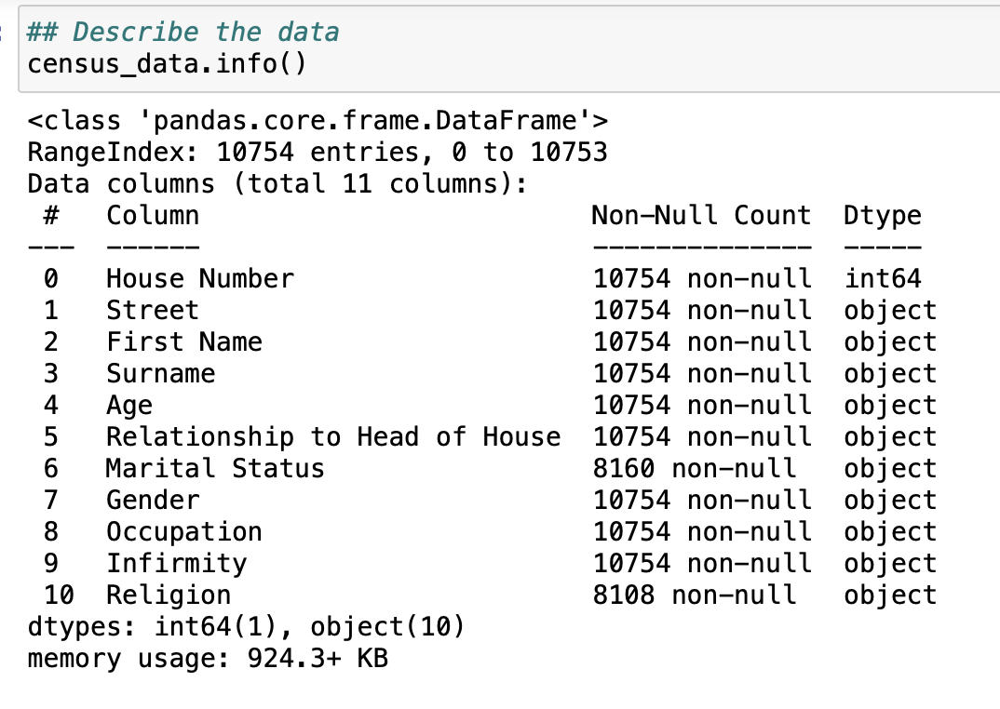 ## Describe the data
census_data.info()
<class 'pandas.core.frame.DataFrame'>
RangeIndex: 10754 entries, 0 to 10753
Data columns (total 11 columns):
 #   Column                         Non-Null Count  Dtype
---  ------                         --------------  -----
 0   House Number                   10754 non-null  int64
 1   Street                         10754 non-null  object
 2   First Name                     10754 non-null  object
 3   Surname                        10754 non-null  object
 4   Age                            10754 non-null  object
 5   Relationship to Head of House  10754 non-null  object
 6   Marital Status                 8160 non-null   object
 7   Gender                         10754 non-null  object
 8   Occupation                     10754 non-null  object
 9   Infirmity                      10754 non-null  object
 10  Religion                       8108 non-null   object
dtypes: int64(1), object(10)
memory usage: 924.3+ KB